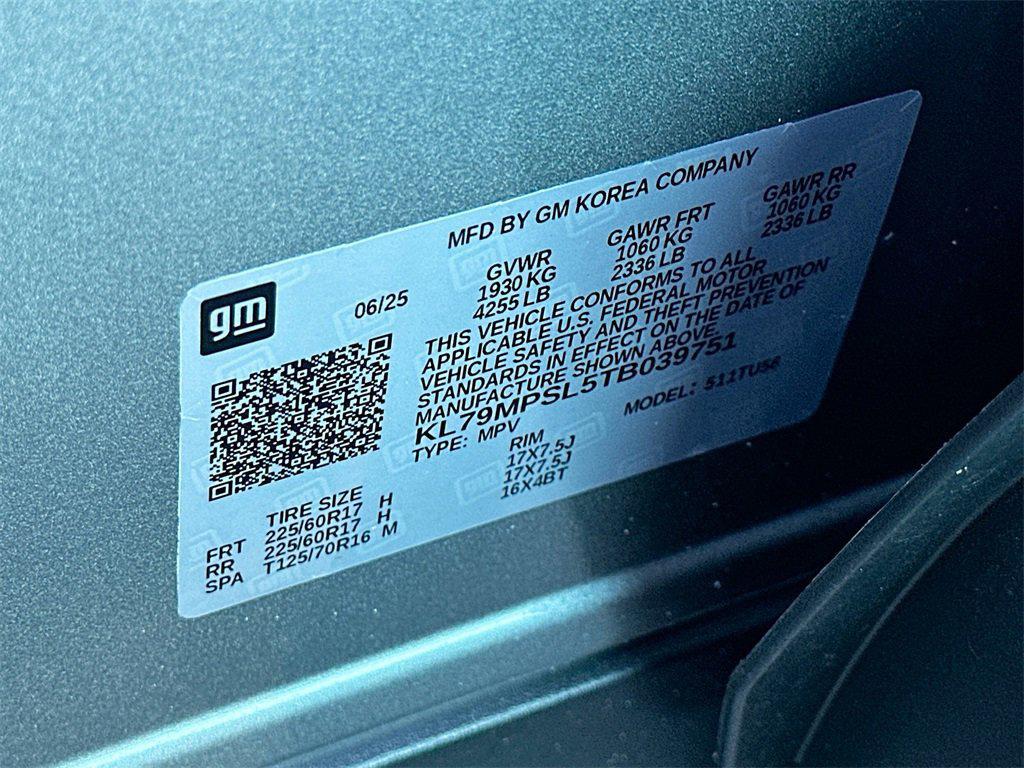 MFD BY GM KOREA COMPANY
gm
06/25
GVWR GAWR FRT GAWR RR
1930 KG 1060 KG 1060 KG
4255 LB 2336 LB 2336 LB
THIS VEHICLE CONFORMS TO ALL
APPLICABLE U.S. FEDERAL MOTOR
VEHICLE SAFETY AND THEFT PREVENTION
STANDARDS IN EFFECT ON THE DATE OF
MANUFACTURE SHOWN ABOVE.
KL79MPSL5TB039751
TYPE: MPV MODEL: 511TU56
TIRE SIZE RIM
FRT 225/60R17 H 17X7.5J
RR 225/60R17 H 17X7.5J
SPA T125/70R16 M 16X4BT